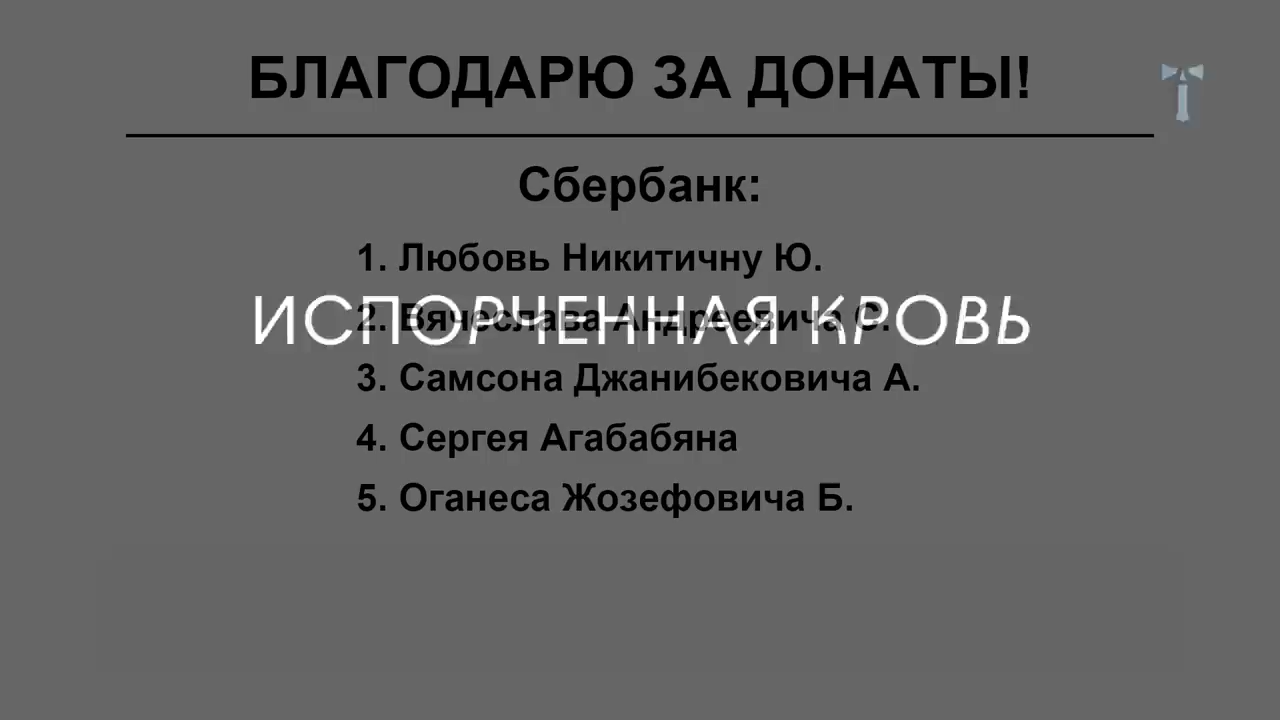 БЛАГОДАРЮ ЗА ДОНАТЫ!
Сбербанк:
1. Любовь Никитичну Ю.
2. Вячеслава Андреевича С.
ИСПОРЧЕННАЯ КРОВЬ
3. Самсона Джанибековича А.
4. Сергея Агабабяна
5. Оганеса Жозефовича Б.